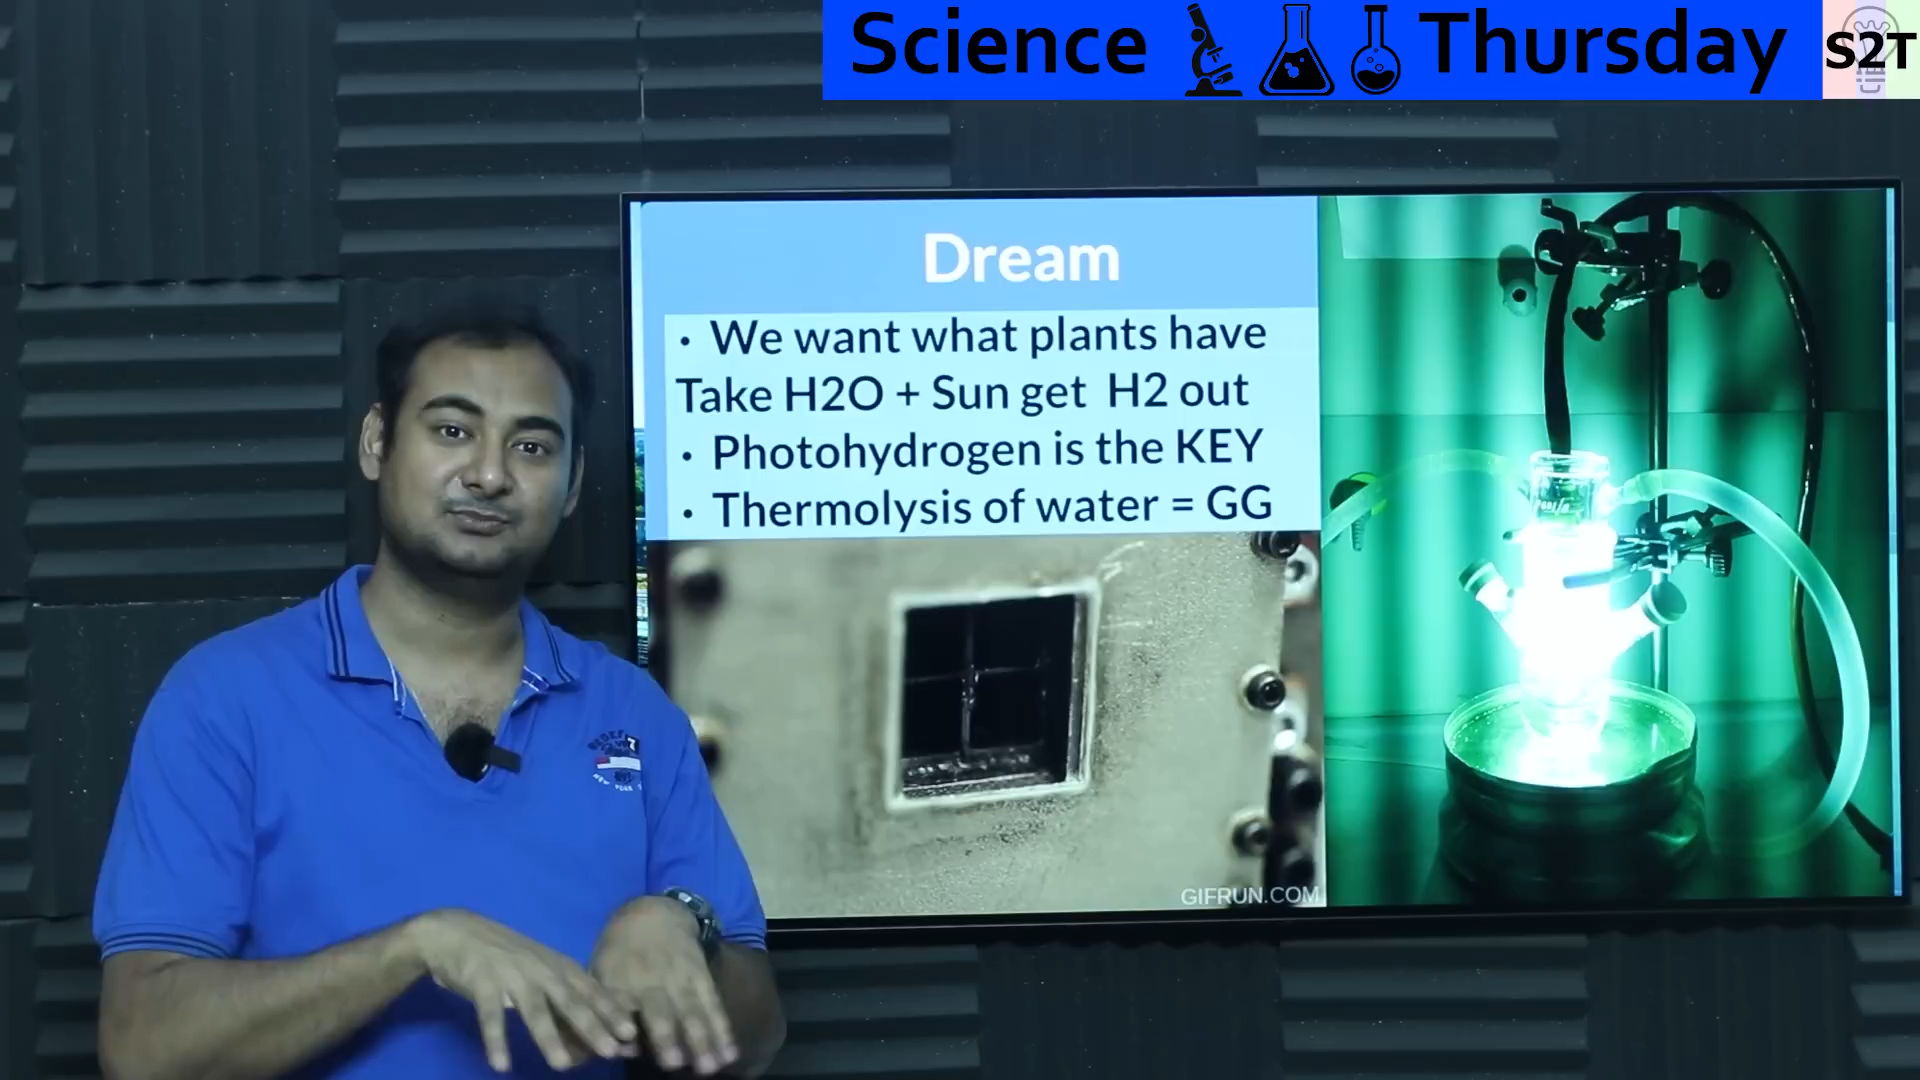 Science Thursday
S2T
Dream
• We want what plants have
Take H2O + Sun get H2 out
• Photohydrogen is the KEY
• Thermolysis of water = GG
GIFRUN.COM
7